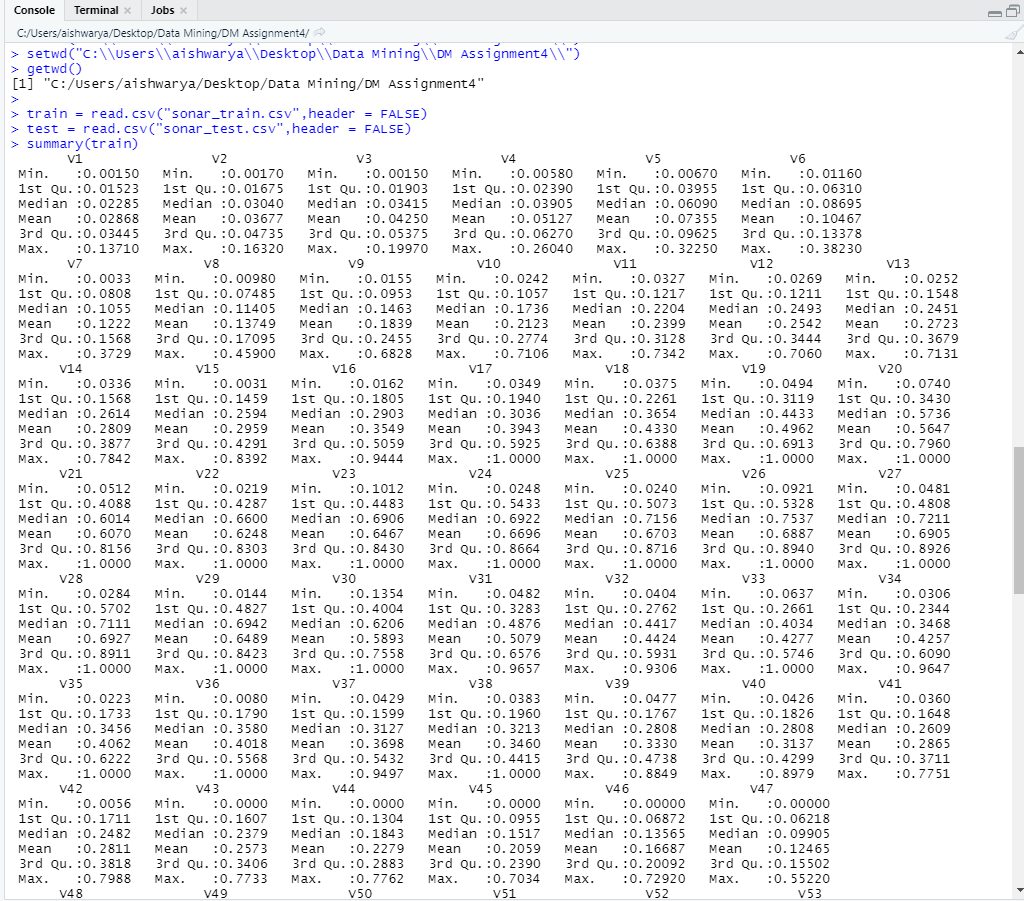 Console Terminal × Jobs ×
C:/Users/aishwarya/Desktop/Data Mining/DM Assignment4/
> setwd("C:\\Users\\aishwarya\\Desktop\\Data Mining\\DM Assignment4\\")
> getwd()
[1] "C:/Users/aishwarya/Desktop/Data Mining/DM Assignment4"
>
> train = read.csv("sonar_train.csv",header = FALSE)
> test = read.csv("sonar_test.csv",header = FALSE)
> summary(train)
V1 V2 V3 V4 V5 V6
Min. :0.00150 Min. :0.00170 Min. :0.00150 Min. :0.00580 Min. :0.00670 Min. :0.01160
1st Qu.:0.01523 1st Qu.:0.01675 1st Qu.:0.01903 1st Qu.:0.02390 1st Qu.:0.03955 1st Qu.:0.06310
Median :0.02285 Median :0.03040 Median :0.03415 Median :0.03905 Median :0.06090 Median :0.08695
Mean :0.02868 Mean :0.03677 Mean :0.04250 Mean :0.05127 Mean :0.07355 Mean :0.10467
3rd Qu.:0.03445 3rd Qu.:0.04735 3rd Qu.:0.05375 3rd Qu.:0.06270 3rd Qu.:0.09625 3rd Qu.:0.13378
Max. :0.13710 Max. :0.16320 Max. :0.19970 Max. :0.26040 Max. :0.32250 Max. :0.38230
V7 V8 V9 V10 V11 V12 V13
Min. :0.0033 Min. :0.00980 Min. :0.0155 Min. :0.0242 Min. :0.0327 Min. :0.0269 Min. :0.0252
1st Qu.:0.0808 1st Qu.:0.07485 1st Qu.:0.0953 1st Qu.:0.1057 1st Qu.:0.1217 1st Qu.:0.1211 1st Qu.:0.1548
Median :0.1055 Median :0.11405 Median :0.1463 Median :0.1736 Median :0.2204 Median :0.2493 Median :0.2451
Mean :0.1222 Mean :0.13749 Mean :0.1839 Mean :0.2123 Mean :0.2399 Mean :0.2542 Mean :0.2723
3rd Qu.:0.1568 3rd Qu.:0.17095 3rd Qu.:0.2455 3rd Qu.:0.2774 3rd Qu.:0.3128 3rd Qu.:0.3444 3rd Qu.:0.3679
Max. :0.3729 Max. :0.45900 Max. :0.6828 Max. :0.7106 Max. :0.7342 Max. :0.7060 Max. :0.7131
V14 V15 V16 V17 V18 V19 V20
Min. :0.0336 Min. :0.0031 Min. :0.0162 Min. :0.0349 Min. :0.0375 Min. :0.0494 Min. :0.0740
1st Qu.:0.1568 1st Qu.:0.1459 1st Qu.:0.1805 1st Qu.:0.1940 1st Qu.:0.2261 1st Qu.:0.3119 1st Qu.:0.3430
Median :0.2614 Median :0.2594 Median :0.2903 Median :0.3036 Median :0.3654 Median :0.4433 Median :0.5736
Mean :0.2809 Mean :0.2959 Mean :0.3549 Mean :0.3943 Mean :0.4330 Mean :0.4962 Mean :0.5647
3rd Qu.:0.3877 3rd Qu.:0.4291 3rd Qu.:0.5059 3rd Qu.:0.5925 3rd Qu.:0.6388 3rd Qu.:0.6913 3rd Qu.:0.7960
Max. :0.7842 Max. :0.8392 Max. :0.9444 Max. :1.0000 Max. :1.0000 Max. :1.0000 Max. :1.0000
V21 V22 V23 V24 V25 V26 V27
Min. :0.0512 Min. :0.0219 Min. :0.1012 Min. :0.0248 Min. :0.0240 Min. :0.0921 Min. :0.0481
1st Qu.:0.4088 1st Qu.:0.4287 1st Qu.:0.4483 1st Qu.:0.5433 1st Qu.:0.5073 1st Qu.:0.5328 1st Qu.:0.4808
Median :0.6014 Median :0.6600 Median :0.6906 Median :0.6922 Median :0.7156 Median :0.7537 Median :0.7211
Mean :0.6070 Mean :0.6248 Mean :0.6467 Mean :0.6696 Mean :0.6703 Mean :0.6887 Mean :0.6905
3rd Qu.:0.8156 3rd Qu.:0.8303 3rd Qu.:0.8430 3rd Qu.:0.8664 3rd Qu.:0.8716 3rd Qu.:0.8940 3rd Qu.:0.8926
Max. :1.0000 Max. :1.0000 Max. :1.0000 Max. :1.0000 Max. :1.0000 Max. :1.0000 Max. :1.0000
V28 V29 V30 V31 V32 V33 V34
Min. :0.0284 Min. :0.0144 Min. :0.1354 Min. :0.0482 Min. :0.0404 Min. :0.0637 Min. :0.0306
1st Qu.:0.5702 1st Qu.:0.4827 1st Qu.:0.4004 1st Qu.:0.3283 1st Qu.:0.2762 1st Qu.:0.2661 1st Qu.:0.2344
Median :0.7111 Median :0.6942 Median :0.6206 Median :0.4876 Median :0.4417 Median :0.4034 Median :0.3468
Mean :0.6927 Mean :0.6489 Mean :0.5893 Mean :0.5079 Mean :0.4424 Mean :0.4277 Mean :0.4257
3rd Qu.:0.8911 3rd Qu.:0.8423 3rd Qu.:0.7558 3rd Qu.:0.6576 3rd Qu.:0.5931 3rd Qu.:0.5746 3rd Qu.:0.6090
Max. :1.0000 Max. :1.0000 Max. :1.0000 Max. :0.9657 Max. :0.9306 Max. :1.0000 Max. :0.9647
V35 V36 V37 V38 V39 V40 V41
Min. :0.0223 Min. :0.0080 Min. :0.0429 Min. :0.0383 Min. :0.0477 Min. :0.0426 Min. :0.0360
1st Qu.:0.1733 1st Qu.:0.1790 1st Qu.:0.1599 1st Qu.:0.1960 1st Qu.:0.1767 1st Qu.:0.1826 1st Qu.:0.1648
Median :0.3456 Median :0.3580 Median :0.3127 Median :0.3213 Median :0.2808 Median :0.2808 Median :0.2609
Mean :0.4062 Mean :0.4018 Mean :0.3698 Mean :0.3460 Mean :0.3330 Mean :0.3137 Mean :0.2865
3rd Qu.:0.6222 3rd Qu.:0.5568 3rd Qu.:0.5432 3rd Qu.:0.4415 3rd Qu.:0.4738 3rd Qu.:0.4299 3rd Qu.:0.3711
Max. :1.0000 Max. :1.0000 Max. :0.9497 Max. :1.0000 Max. :0.8849 Max. :0.8979 Max. :0.7751
V42 V43 V44 V45 V46 V47
Min. :0.0056 Min. :0.0000 Min. :0.0000 Min. :0.0000 Min. :0.00000 Min. :0.00000
1st Qu.:0.1711 1st Qu.:0.1607 1st Qu.:0.1304 1st Qu.:0.0955 1st Qu.:0.06872 1st Qu.:0.06218
Median :0.2482 Median :0.2379 Median :0.1843 Median :0.1517 Median :0.13565 Median :0.09905
Mean :0.2811 Mean :0.2573 Mean :0.2279 Mean :0.2059 Mean :0.16687 Mean :0.12465
3rd Qu.:0.3818 3rd Qu.:0.3406 3rd Qu.:0.2883 3rd Qu.:0.2390 3rd Qu.:0.20092 3rd Qu.:0.15502
Max. :0.7988 Max. :0.7733 Max. :0.7762 Max. :0.7034 Max. :0.72920 Max. :0.55220
V48 V49 V50 V51 V52 V53